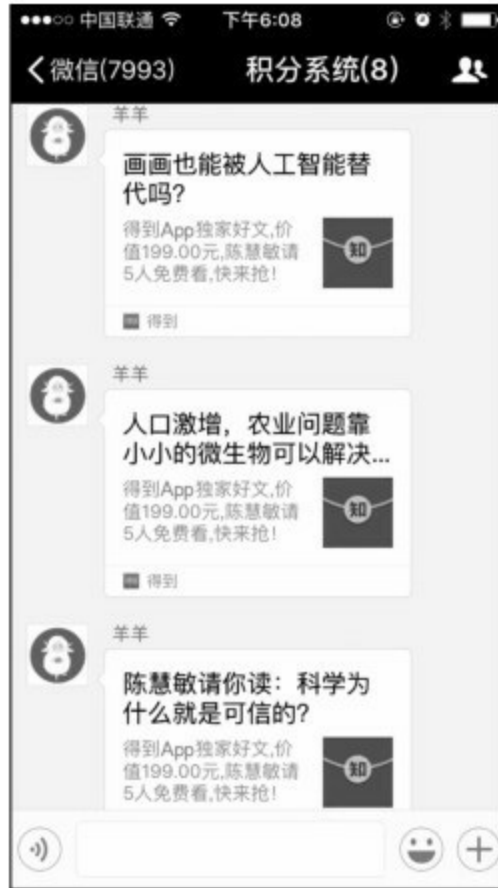 中国联通 下午6:08
微信(7993) 积分系统(8)
羊羊
画画也能被人工智能替
代吗?
得到App独家好文,价
值199.00元,陈慧敏请
5人免费看,快来抢!
知
得到
羊羊
人口激增，农业问题靠
小小的微生物可以解决...
得到App独家好文,价
值199.00元,陈慧敏请
5人免费看,快来抢!
知
得到
羊羊
陈慧敏请你读：科学为
什么就是可信的?
得到App独家好文,价
值199.00元,陈慧敏请
5人免费看,快来抢!
知